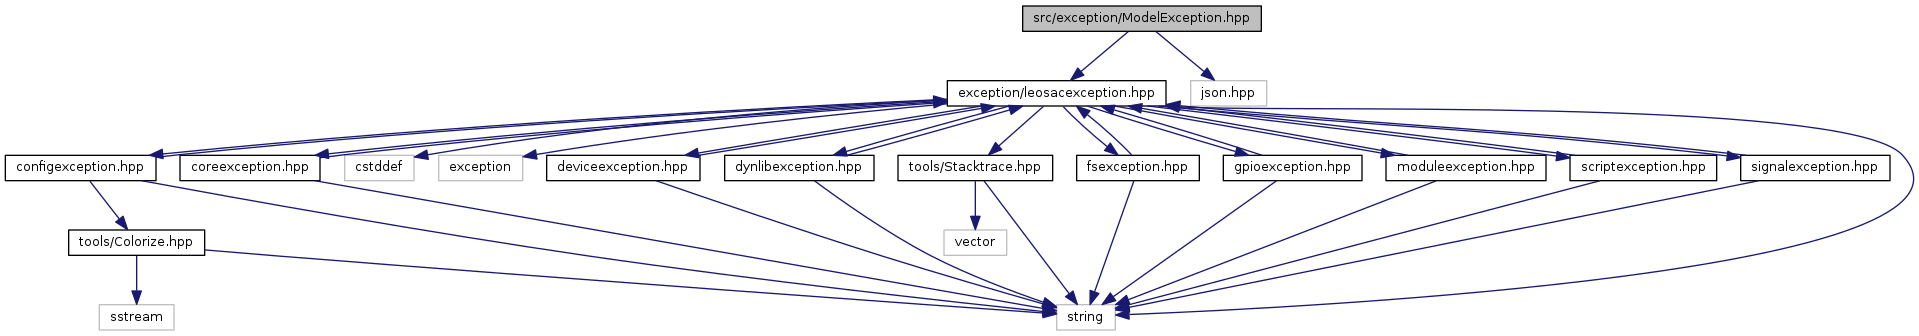 src/exception/ModelException.hpp
exception/leosacexception.hpp
json.hpp
configexception.hpp
coreexception.hpp
cstddef
exception
deviceexception.hpp
dynlibexception.hpp
tools/Stacktrace.hpp
fsexception.hpp
gpioexception.hpp
moduleexception.hpp
scriptexception.hpp
signalexception.hpp
tools/Colorize.hpp
vector
sstream
string